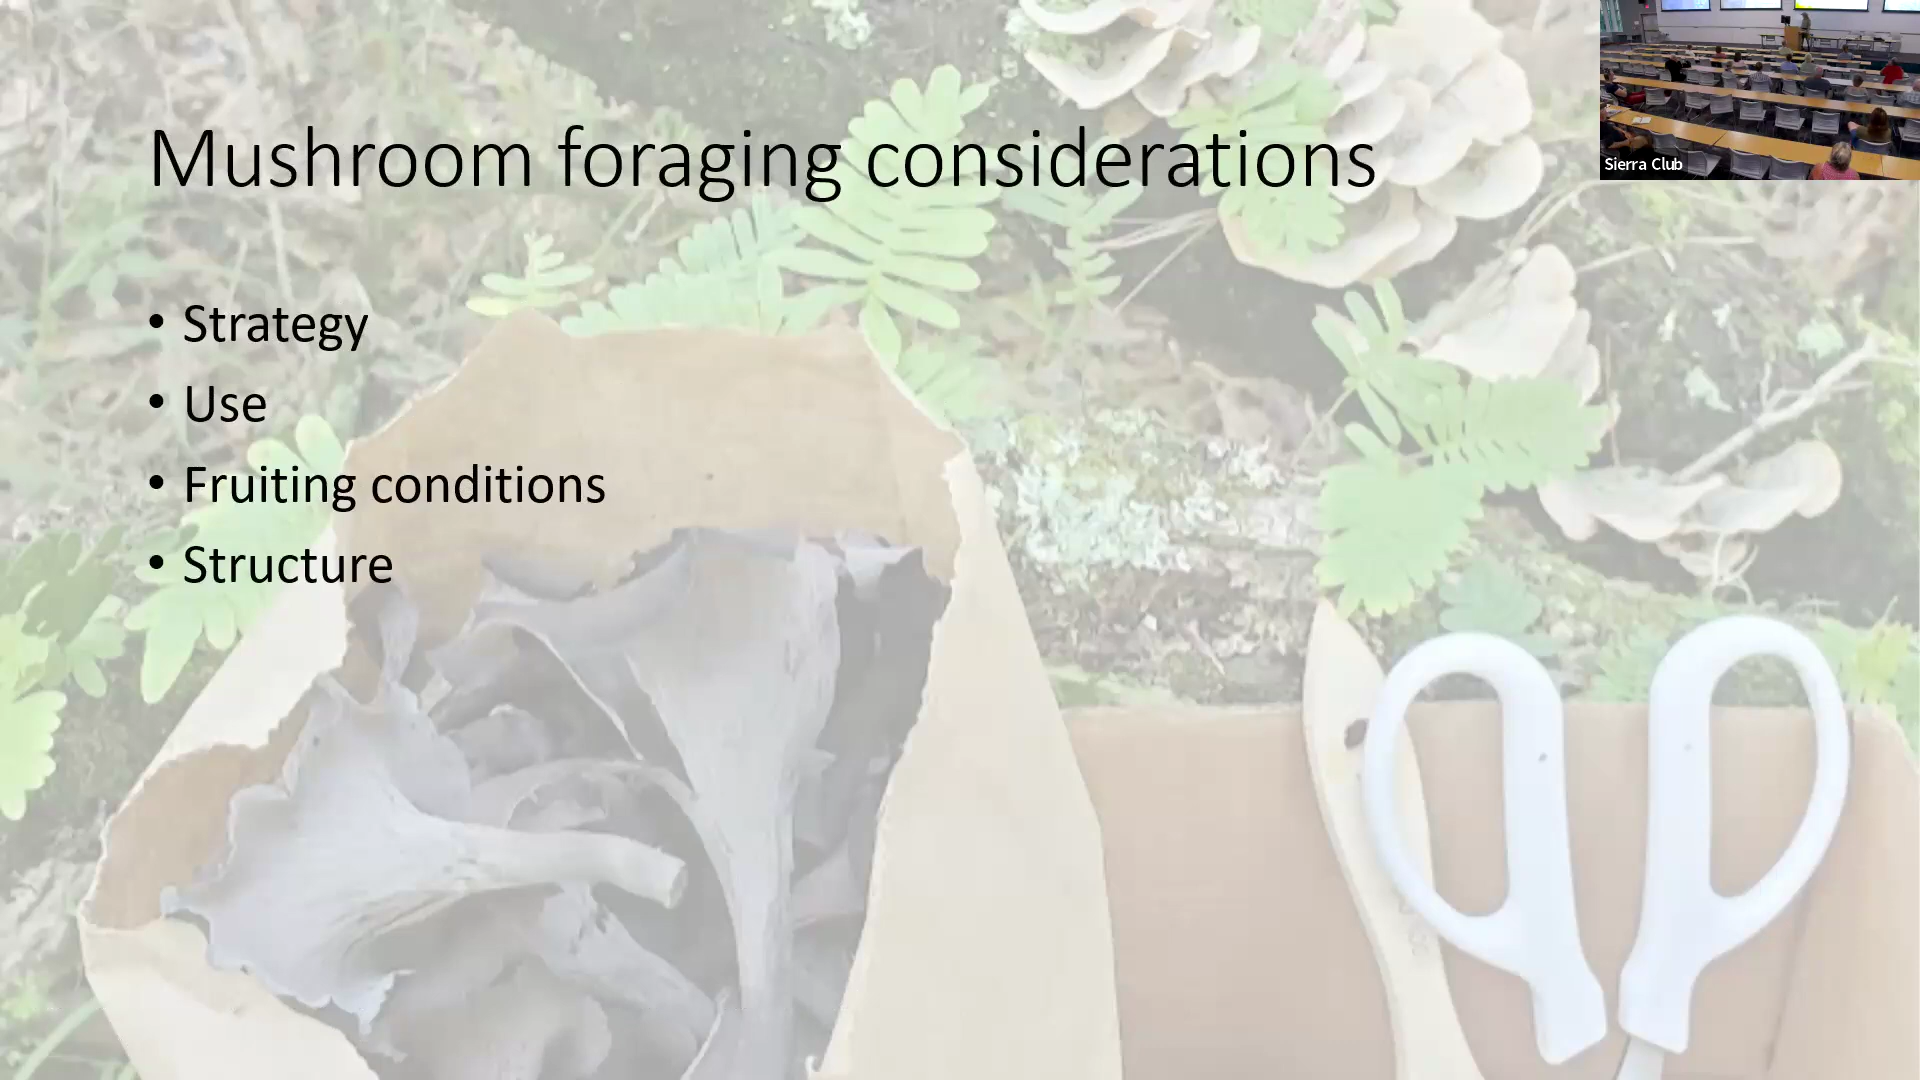 Mushroom foraging considerations
Sierra Club
• Strategy
• Use
• Fruiting conditions
• Structure